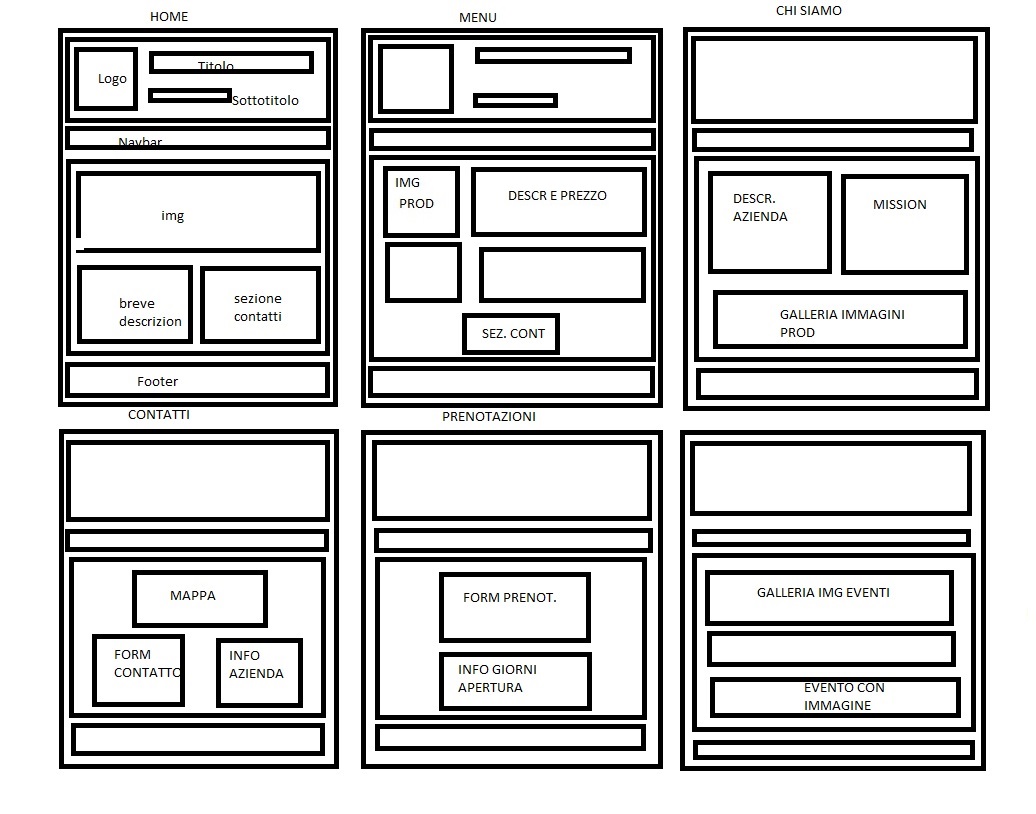 HOME
MENU
CHI SIAMO
Logo
Titolo
Sottotitolo
Navbar
img
breve
descrizion
sezione
contatti
Footer
IMG
PROD
DESCR E PREZZO
SEZ. CONT
DESCR.
AZIENDA
MISSION
GALLERIA IMMAGINI
PROD
CONTATTI
PRENOTAZIONI
MAPPA
FORM
CONTATTO
INFO
AZIENDA
FORM PRENOT.
INFO GIORNI
APERTURA
GALLERIA IMG EVENTI
EVENTO CON
IMMAGINE